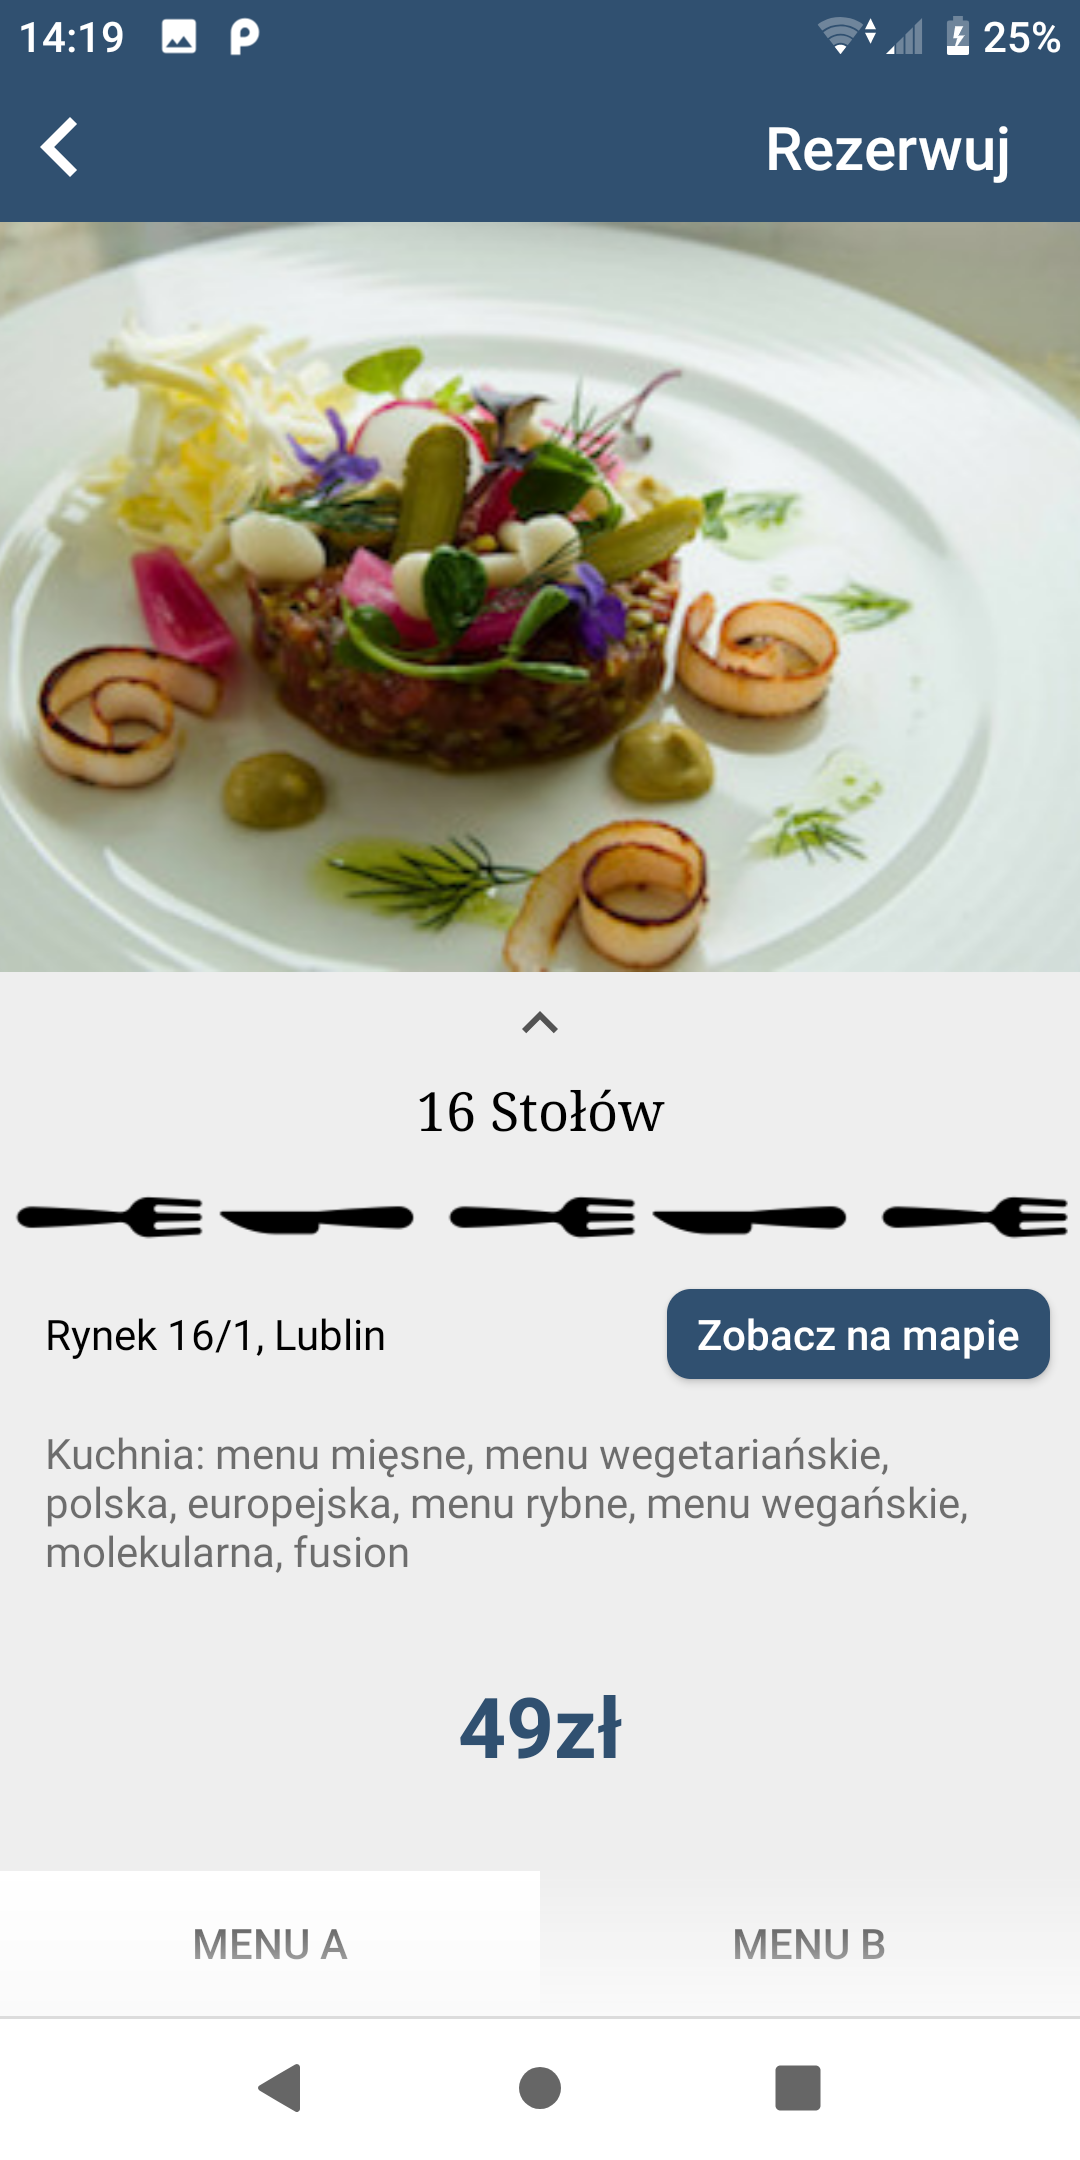 14:19
25%
Rezerwuj
16 Stołów
Rynek 16/1, Lublin
Zobacz na mapie
Kuchnia: menu mięsne, menu wegetariańskie,
polska, europejska, menu rybne, menu wegańskie,
molekularna, fusion
49zł
MENU A
MENU B